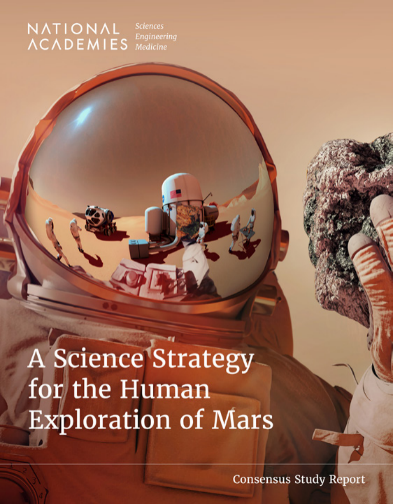 NATIONAL
ACADEMIES
Sciences
Engineering
Medicine
A Science Strategy
for the Human
Exploration of Mars
Consensus Study Report